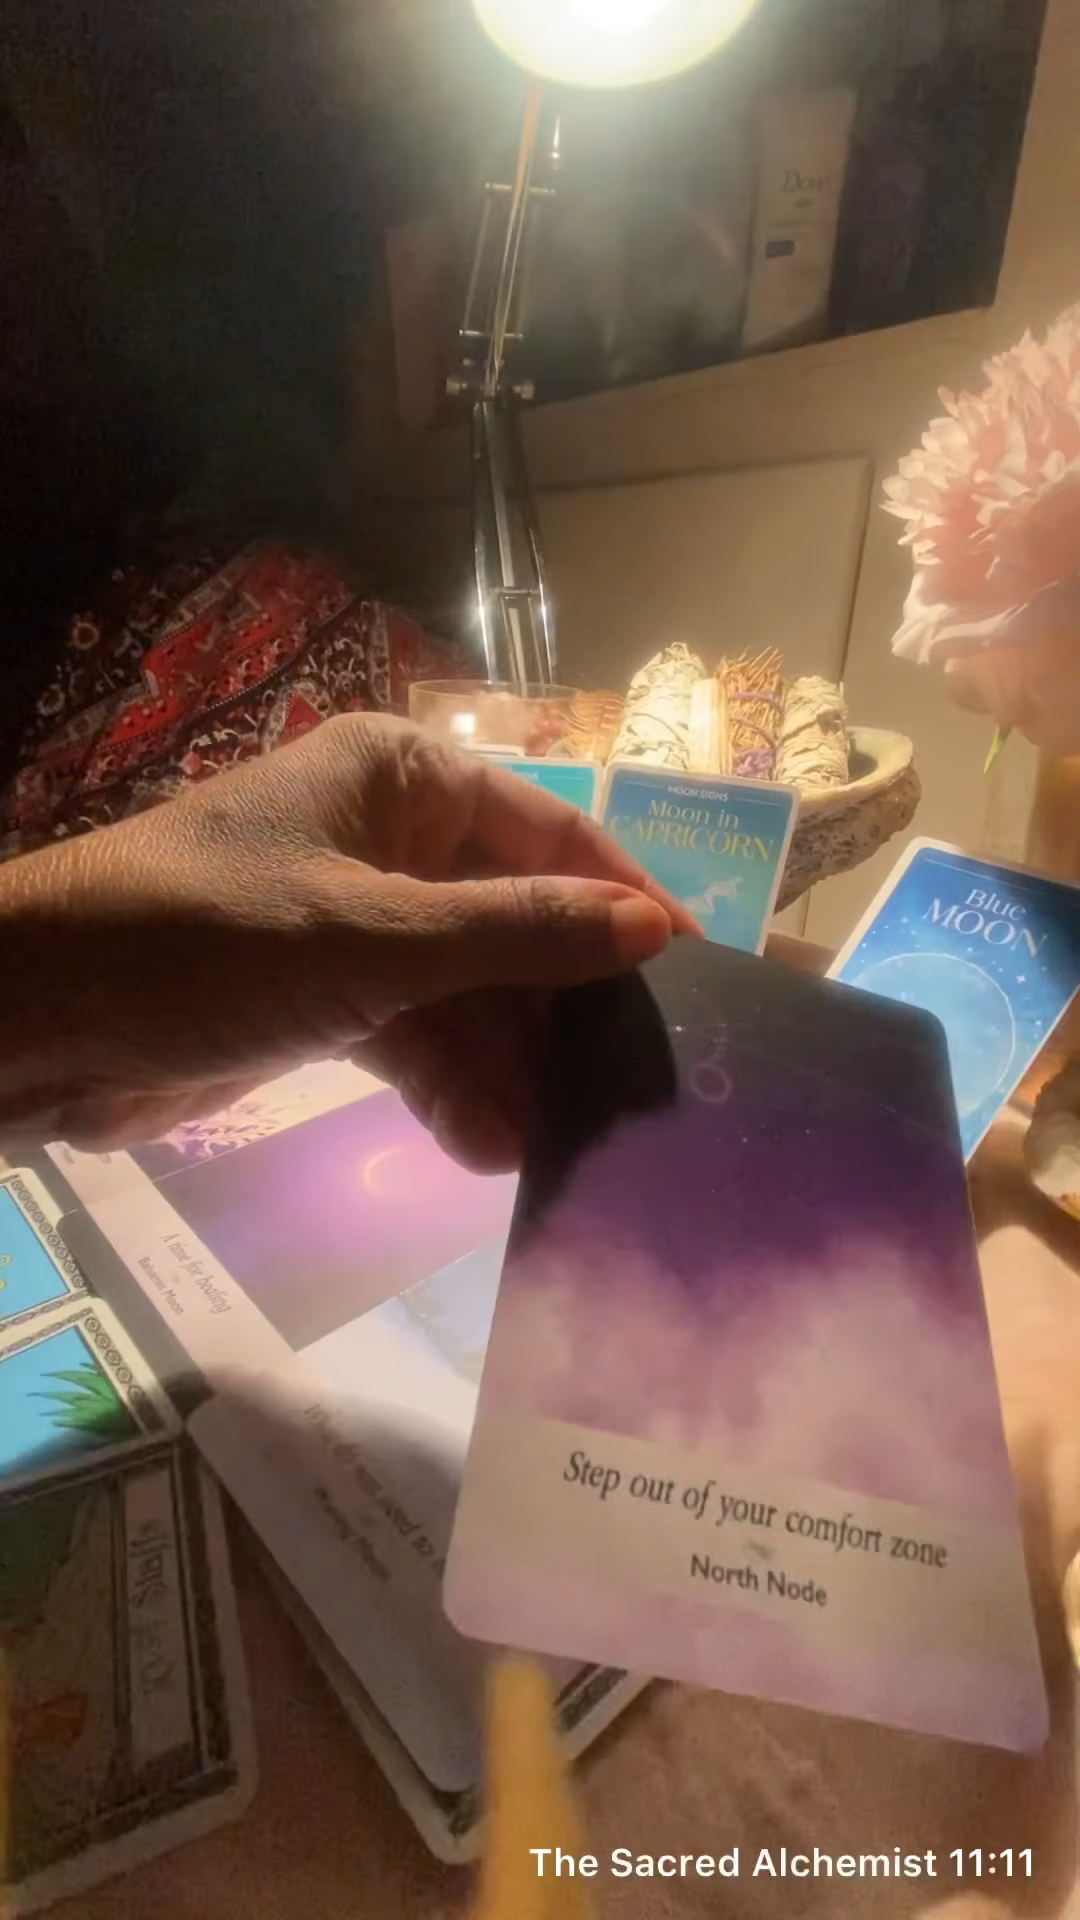 Dove
MOON SIGNS
Moon in
CAPRICORN
Blue
MOON
A time for healing
Balsamic Moon
Step out of your comfort zone
North Node
The Sacred Alchemist 11:11